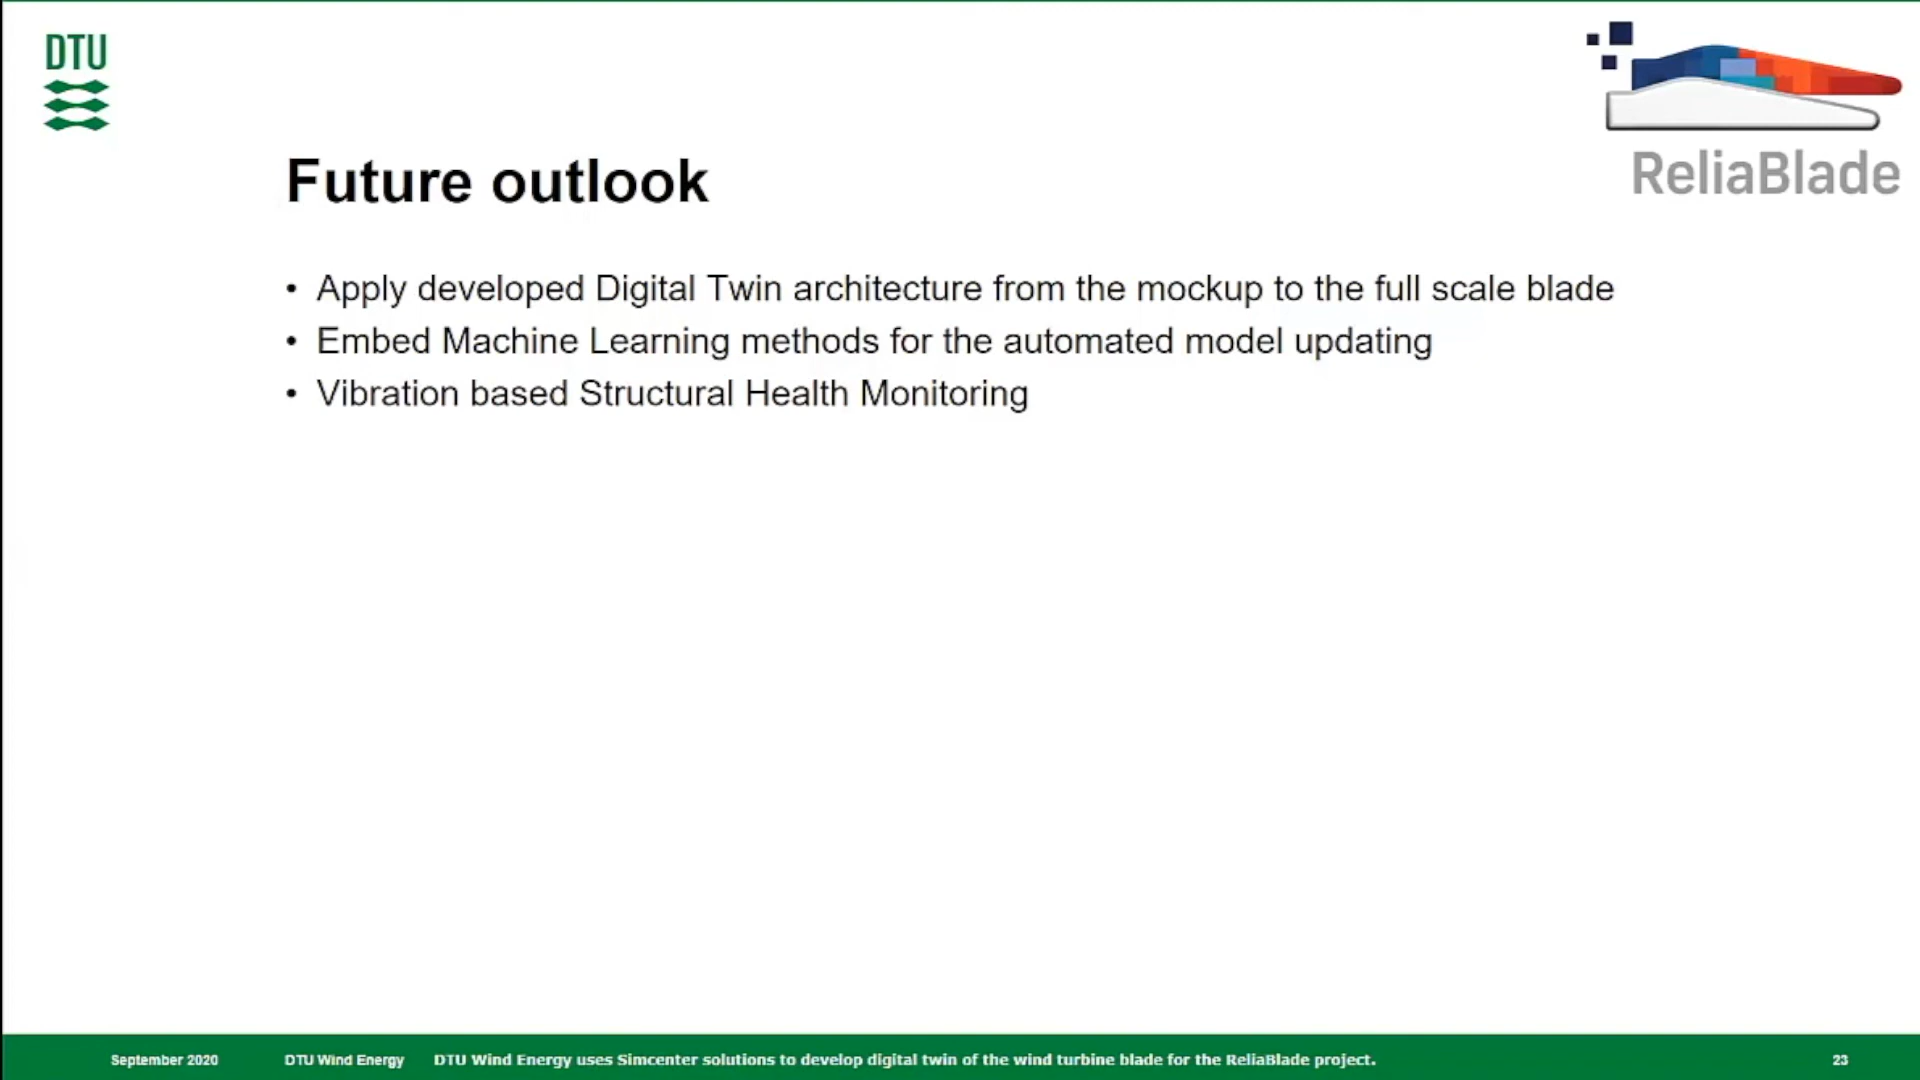 DTU
ReliaBlade
Future outlook
• Apply developed Digital Twin architecture from the mockup to the full scale blade
• Embed Machine Learning methods for the automated model updating
• Vibration based Structural Health Monitoring
September 2020 DTU Wind Energy DTU Wind Energy uses Simcenter solutions to develop digital twin of the wind turbine blade for the ReliaBlade project. 23